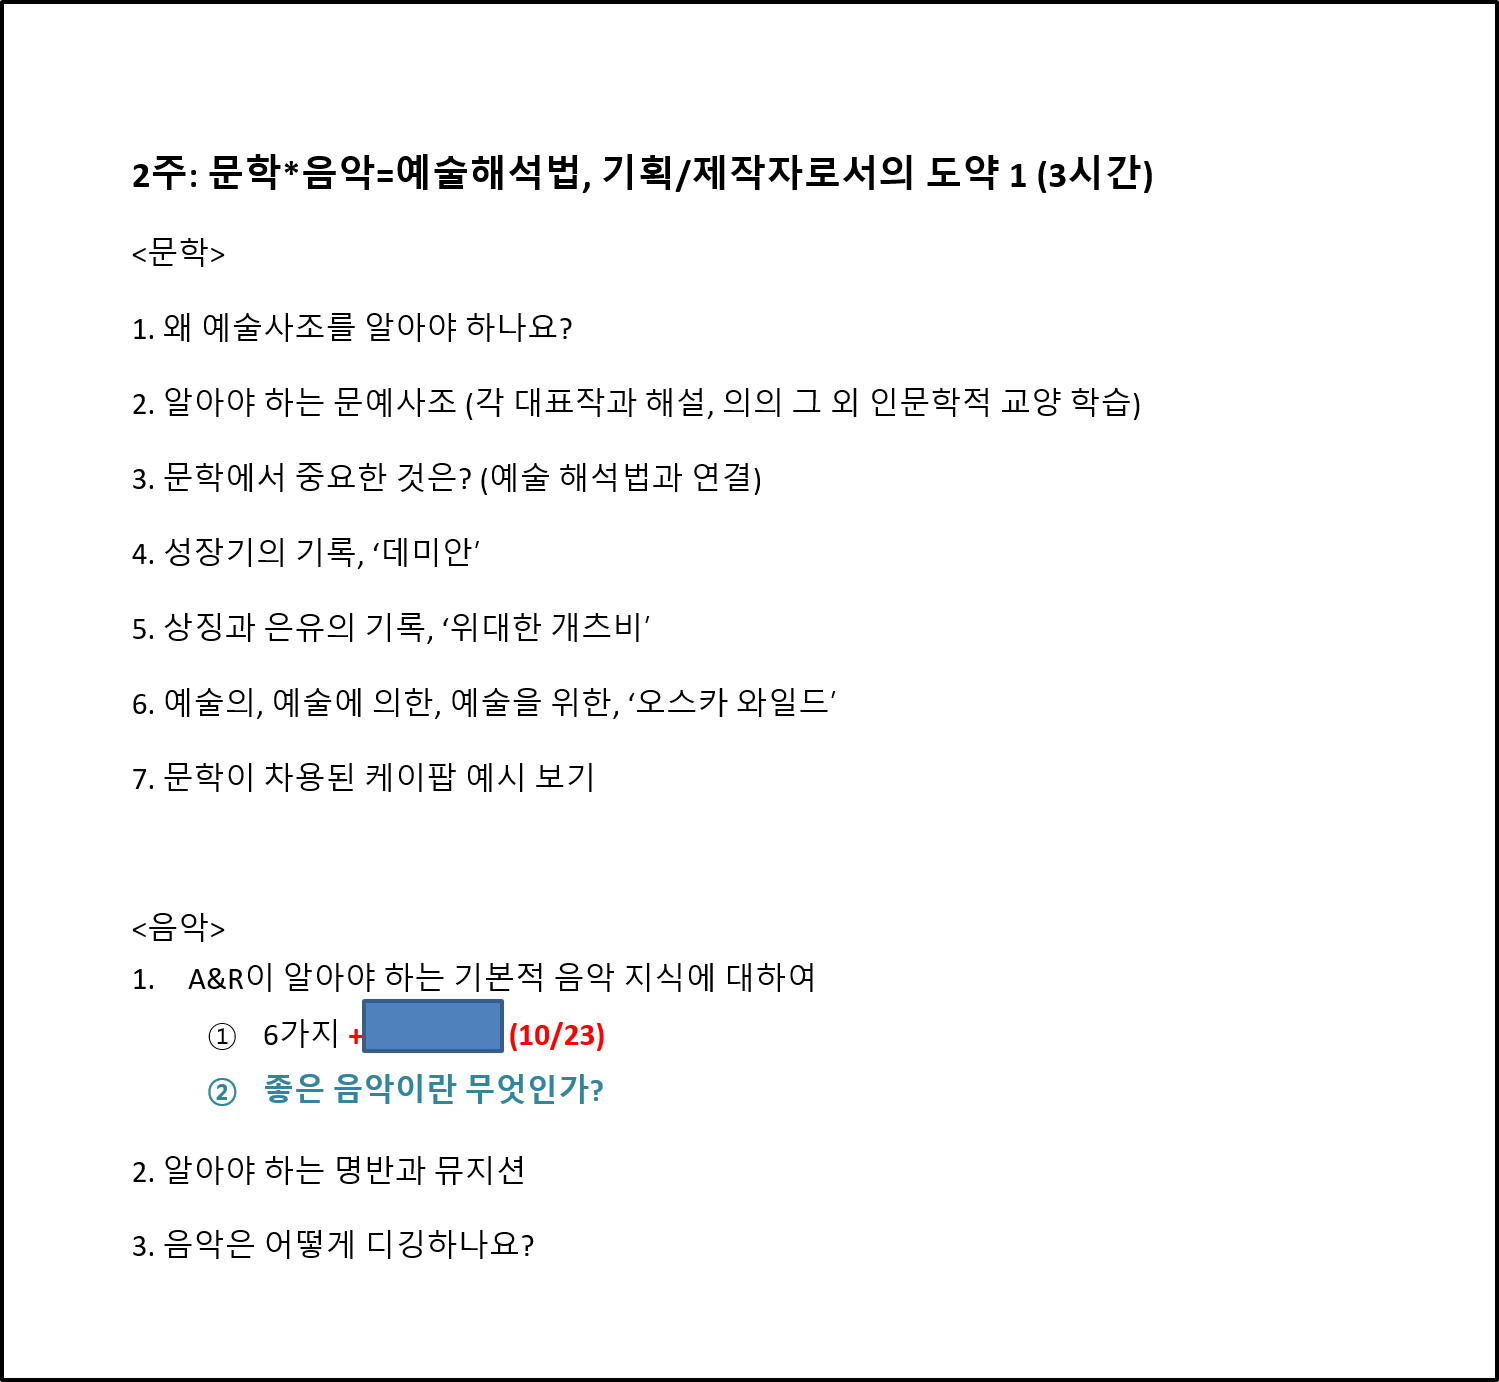 2주: 문학*음악=예술해석법, 기획/제작자로서의 도약 1 (3시간)
<문학>
1. 왜 예술사조를 알아야 하나요?
2. 알아야 하는 문예사조 (각 대표작과 해설, 의의 그 외 인문학적 교양 학습)
3. 문학에서 중요한 것은? (예술 해석법과 연결)
4. 성장기의 기록, ‘데미안’
5. 상징과 은유의 기록, ‘위대한 개츠비’
6. 예술의, 예술에 의한, 예술을 위한, ‘오스카 와일드’
7. 문학이 차용된 케이팝 예시 보기
<음악>
1. A&R이 알아야 하는 기본적 음악 지식에 대하여
① 6가지 + (10/23)
② 좋은 음악이란 무엇인가?
2. 알아야 하는 명반과 뮤지션
3. 음악은 어떻게 디깅하나요?